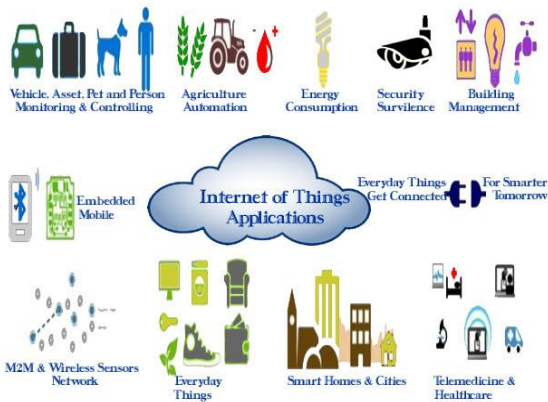 Vehicle, Asset, Pet and Person
Monitoring & Controlling
Agriculture
Automation
Energy
Consumption
Security
Survilence
Building
Management
Embedded
Mobile
Internet of Things
Applications
Everyday Things
Get Connected
For Smarter
Tomorrow
M2M & Wireless Sensors
Network
Everyday
Things
Smart Homes & Cities
Telemedicine &
Healthcare